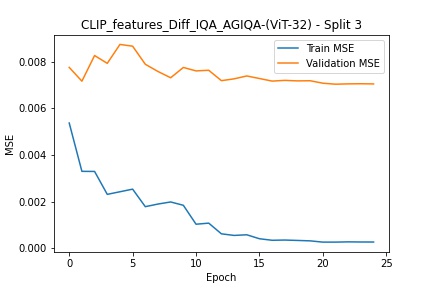 CLIP_features_Diff_IQA_AGIQA-(ViT-32) - Split 3
Train MSE
Validation MSE
MSE
0.008
0.006
0.004
0.002
0.000
0 5 10 15 20 25
Epoch